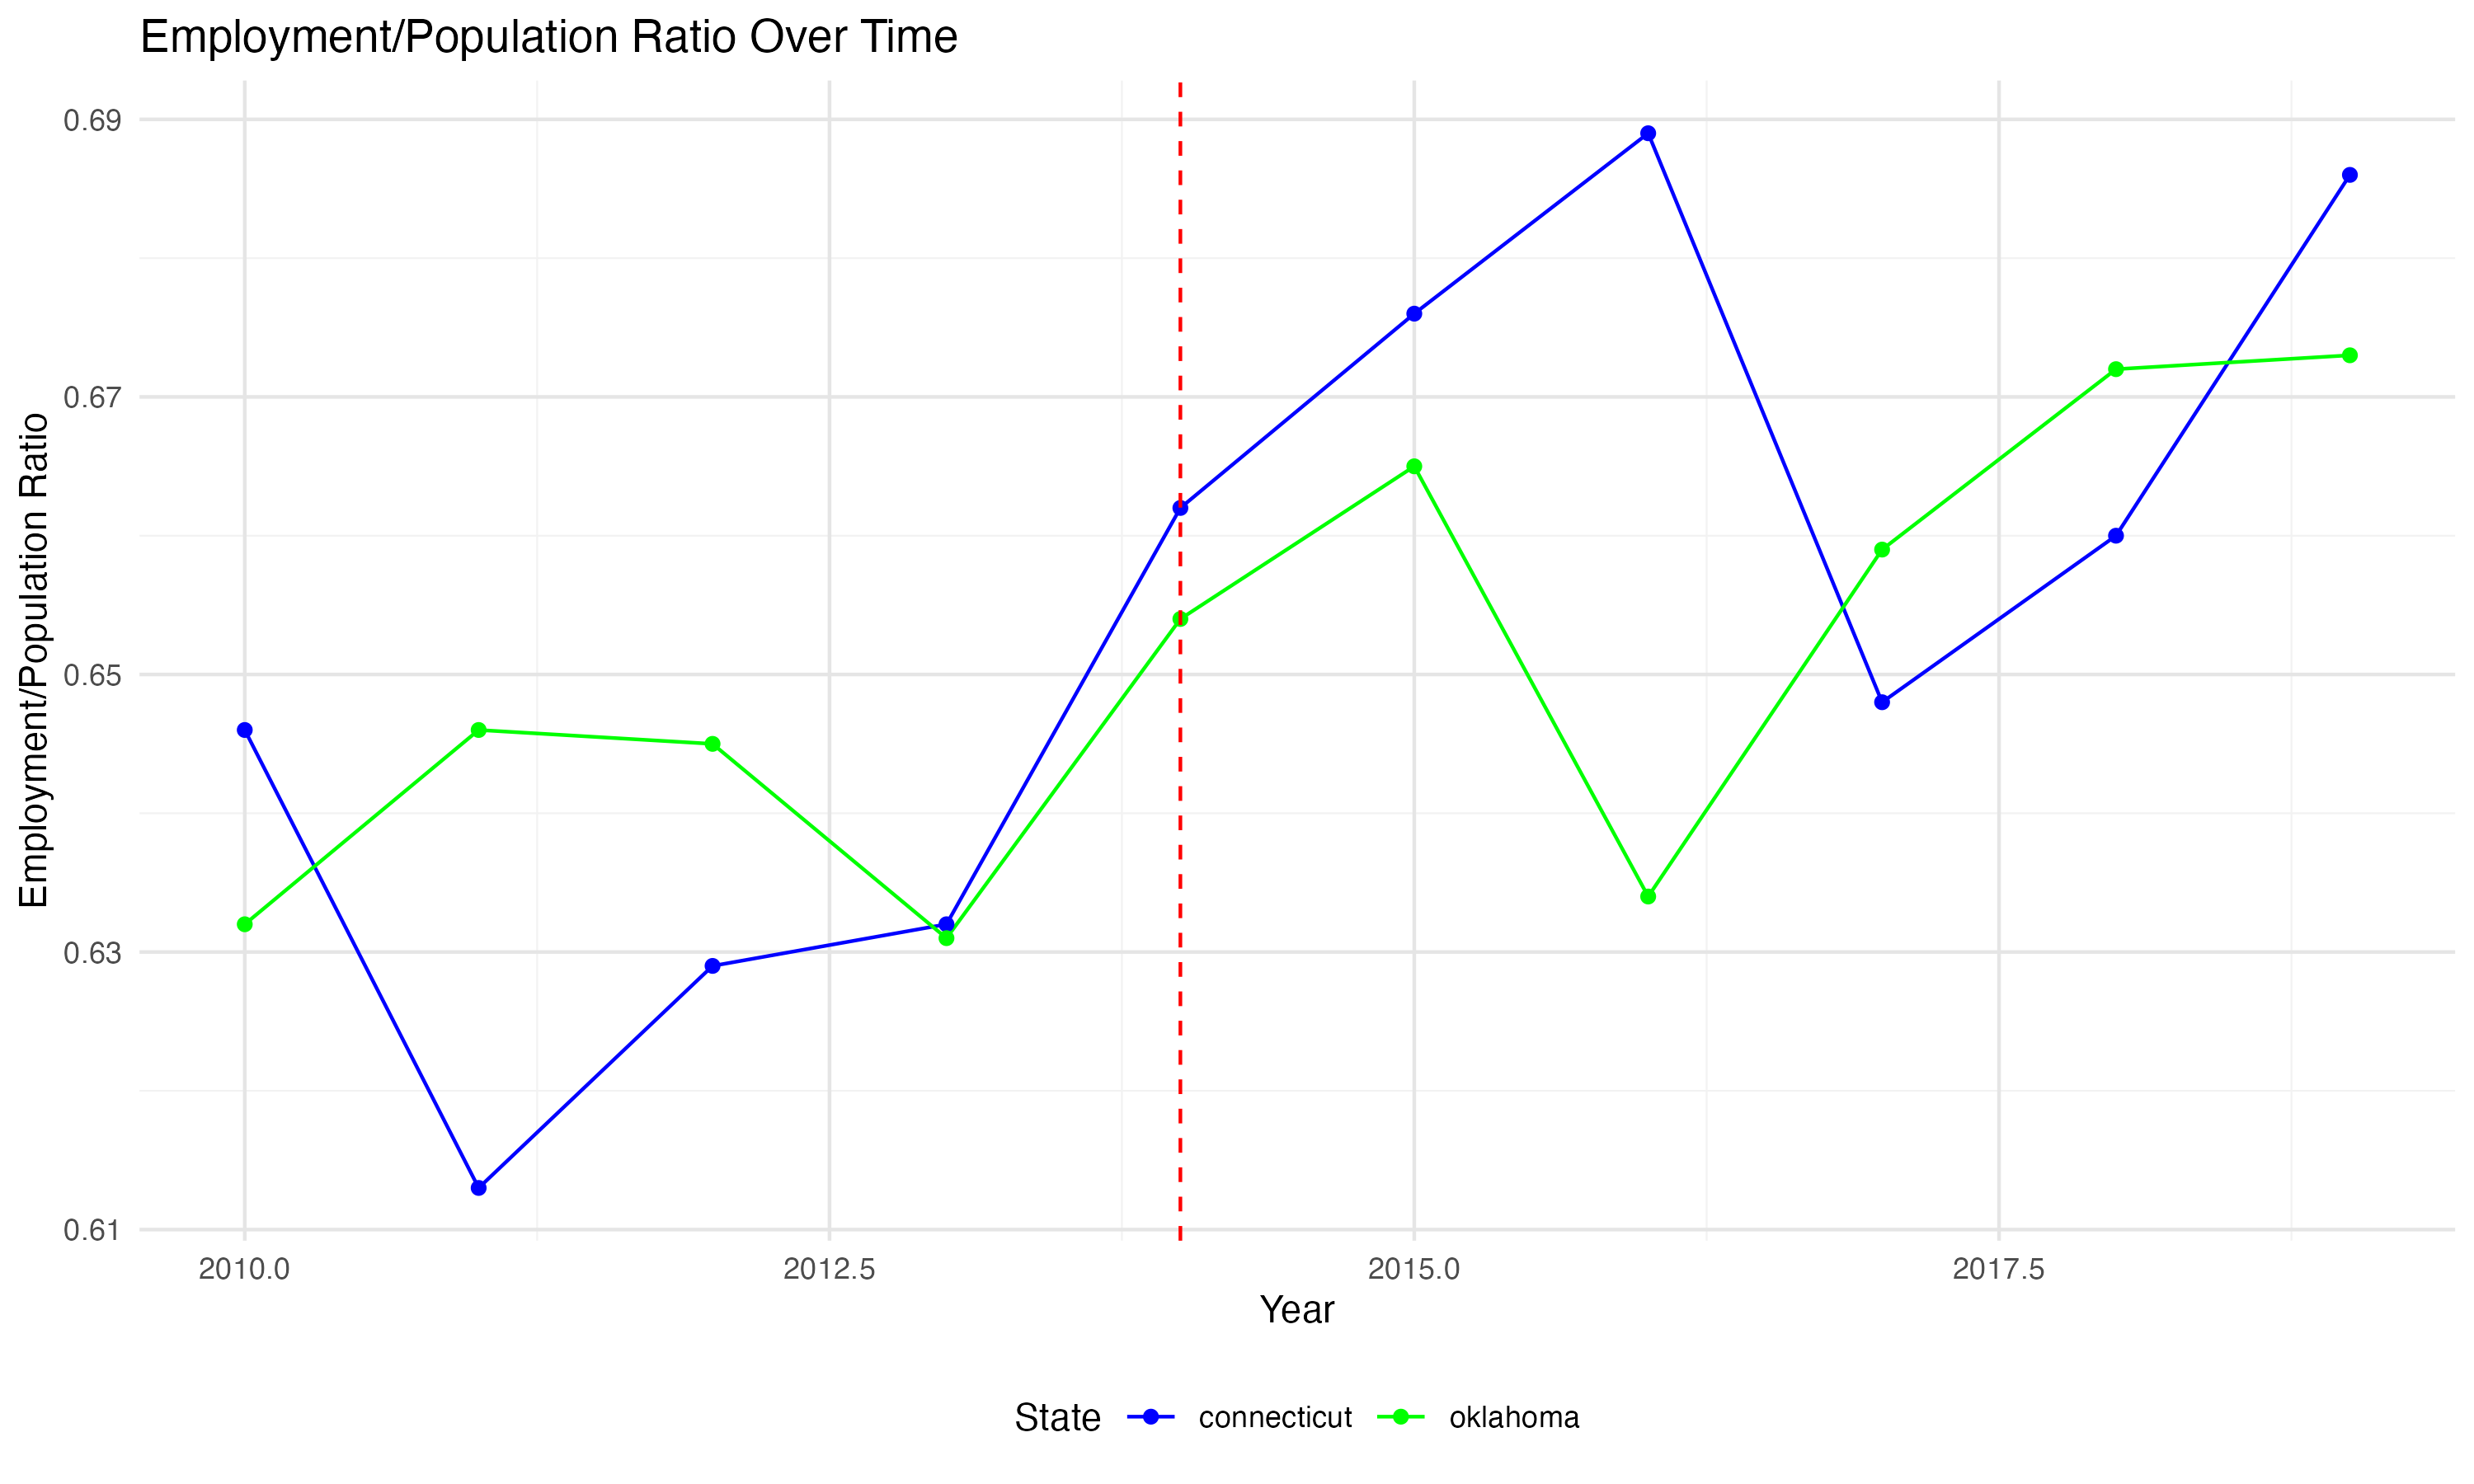 Employment/Population Ratio Over Time
Employment/Population Ratio
0.69
0.67
0.65
0.63
0.61
2010.0 2012.5 2015.0 2017.5
Year
State connecticut oklahoma